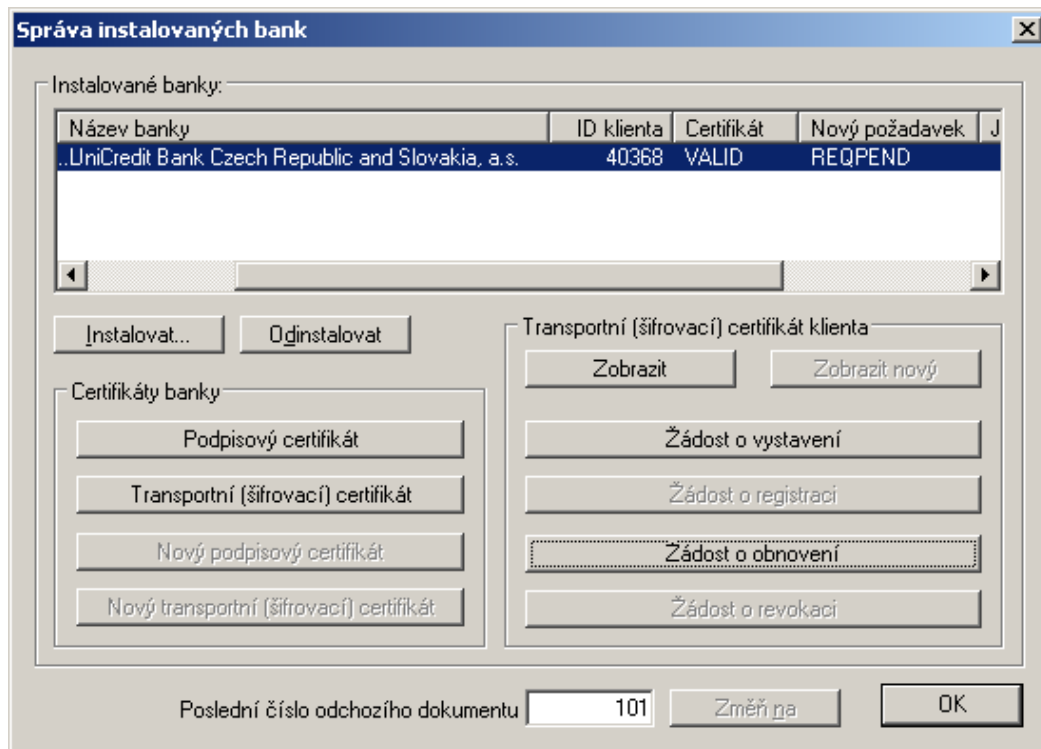 Správa instalovaných bank
Instalované banky:
Název banky ID klienta Certifikát Nový požadavek J
..UniCredit Bank Czech Republic and Slovakia, a.s. 40368 VALID REQPEND
Instalovat... Odinstalovat
Certifikáty banky
Podpisový certifikát
Transportní (šifrovací) certifikát
Nový podpisový certifikát
Nový transportní (šifrovací) certifikát
Transportní (šifrovací) certifikát klienta
Zobrazit Zobrazit nový
Žádost o vystavení
Žádost o registraci
Žádost o obnovení
Žádost o revokaci
Poslední číslo odchozího dokumentu 101 Změň na OK